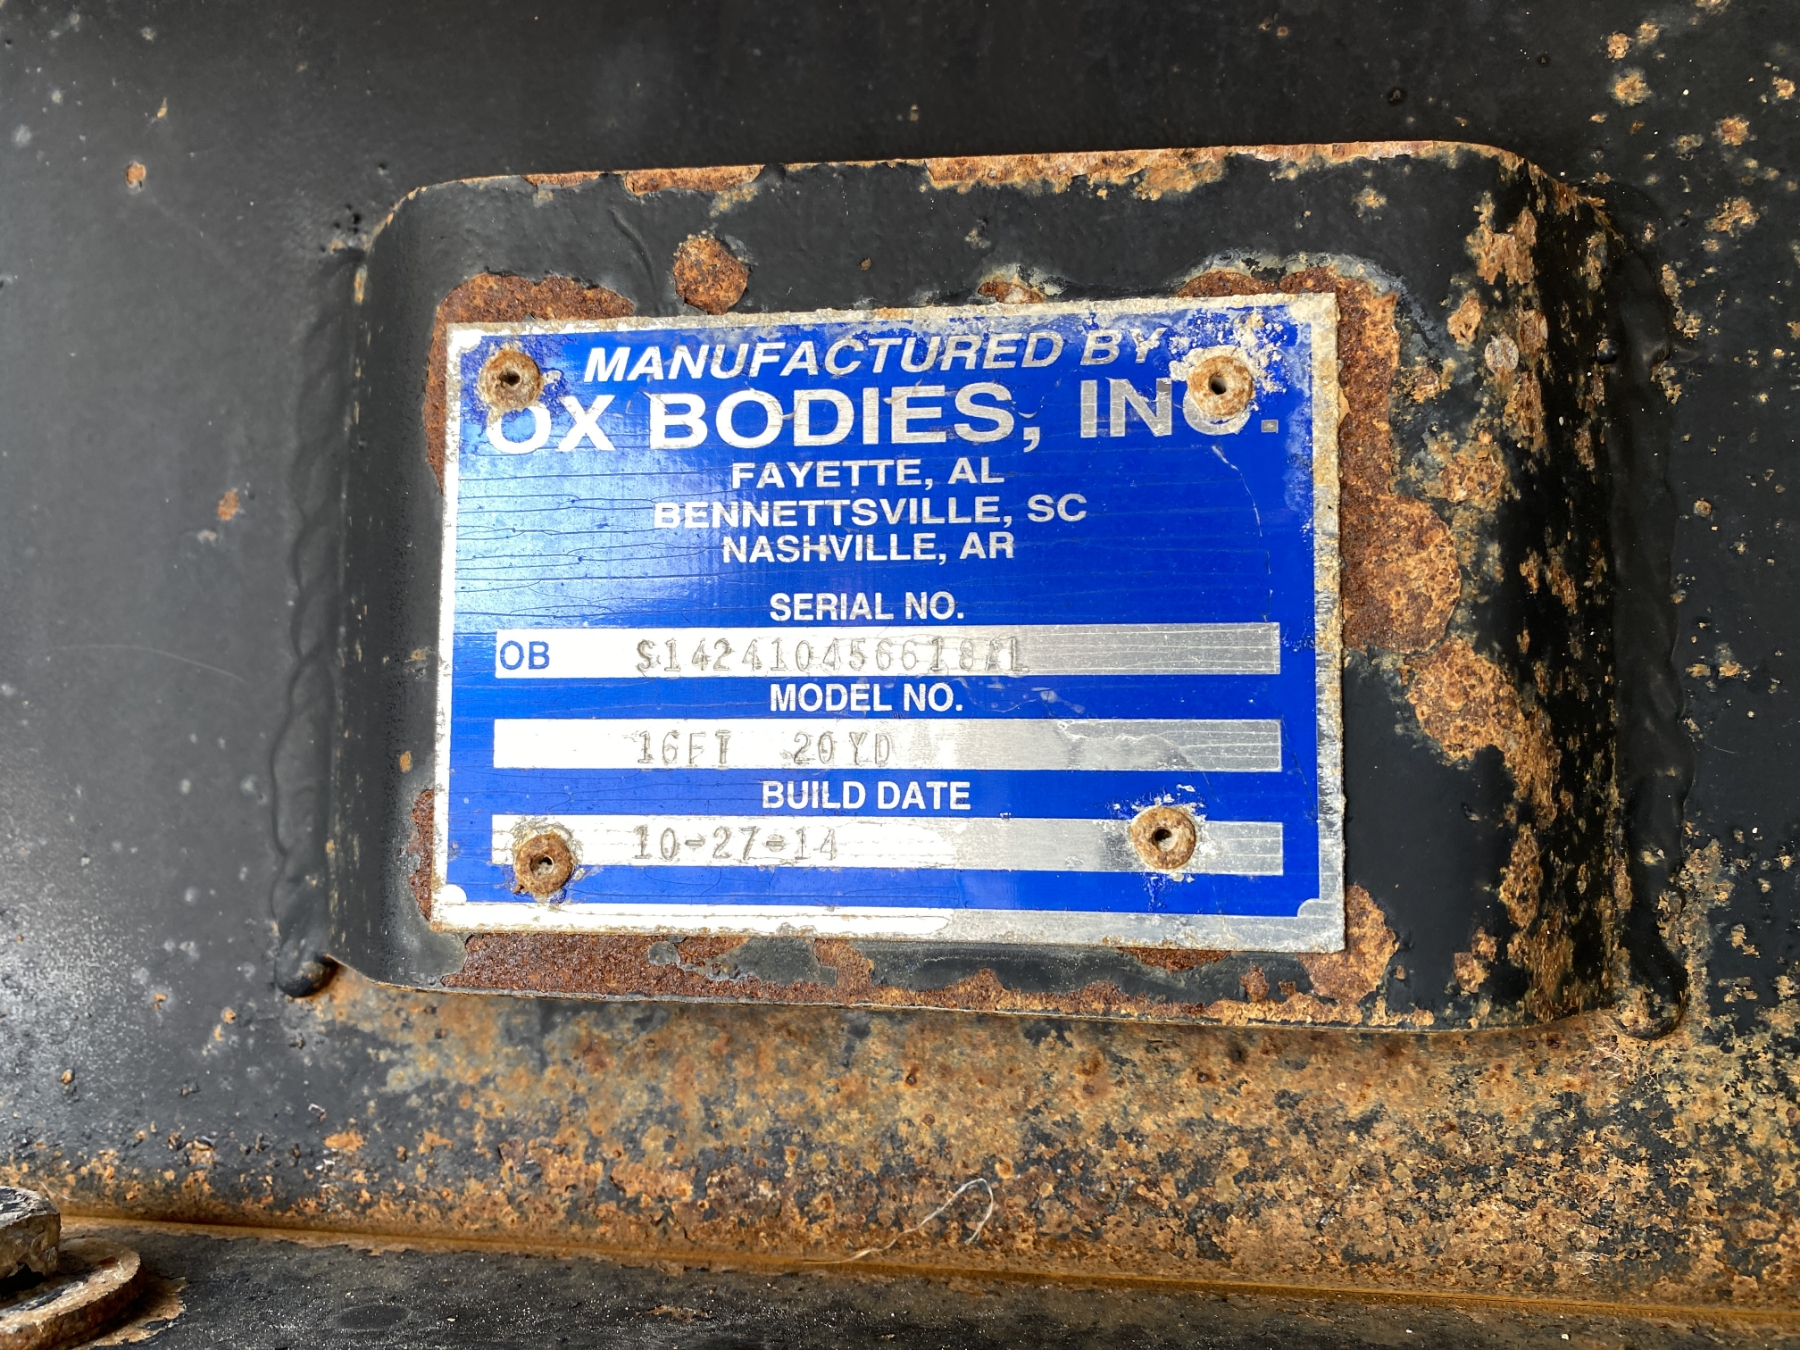 MANUFACTURED BY
OX BODIES, INC.
FAYETTE, AL
BENNETTSVILLE, SC
NASHVILLE, AR
SERIAL NO.
OB S142410456618AL
MODEL NO.
16FT 20YD
BUILD DATE
10-27-14